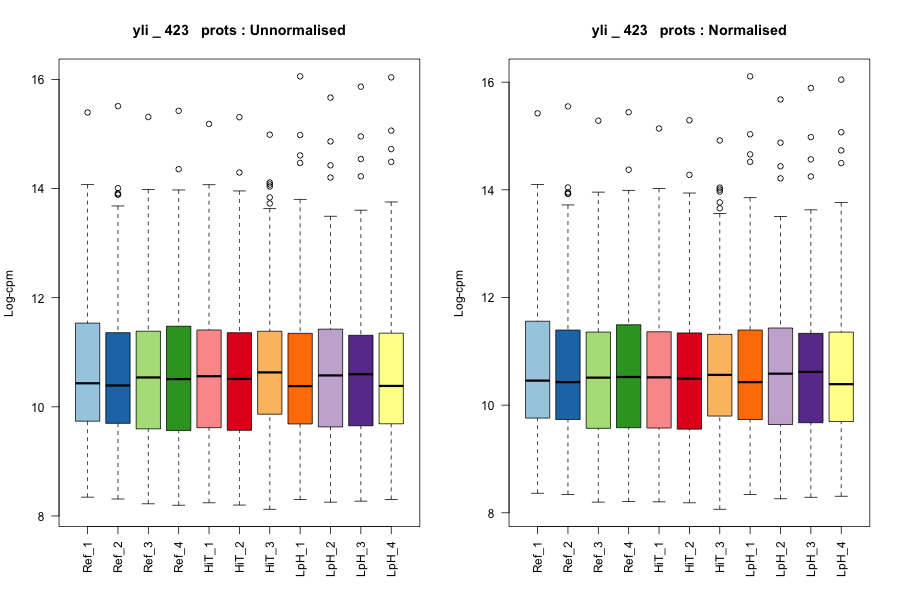 yli _ 423 prots : Unnormalised
Log-cpm
16
14
12
10
8
Ref_1
Ref_2
Ref_3
Ref_4
HiT_1
HiT_2
HiT_3
LpH_1
LpH_2
LpH_3
LpH_4
yli _ 423 prots : Normalised
Log-cpm
16
14
12
10
8
Ref_1
Ref_2
Ref_3
Ref_4
HiT_1
HiT_2
HiT_3
LpH_1
LpH_2
LpH_3
LpH_4